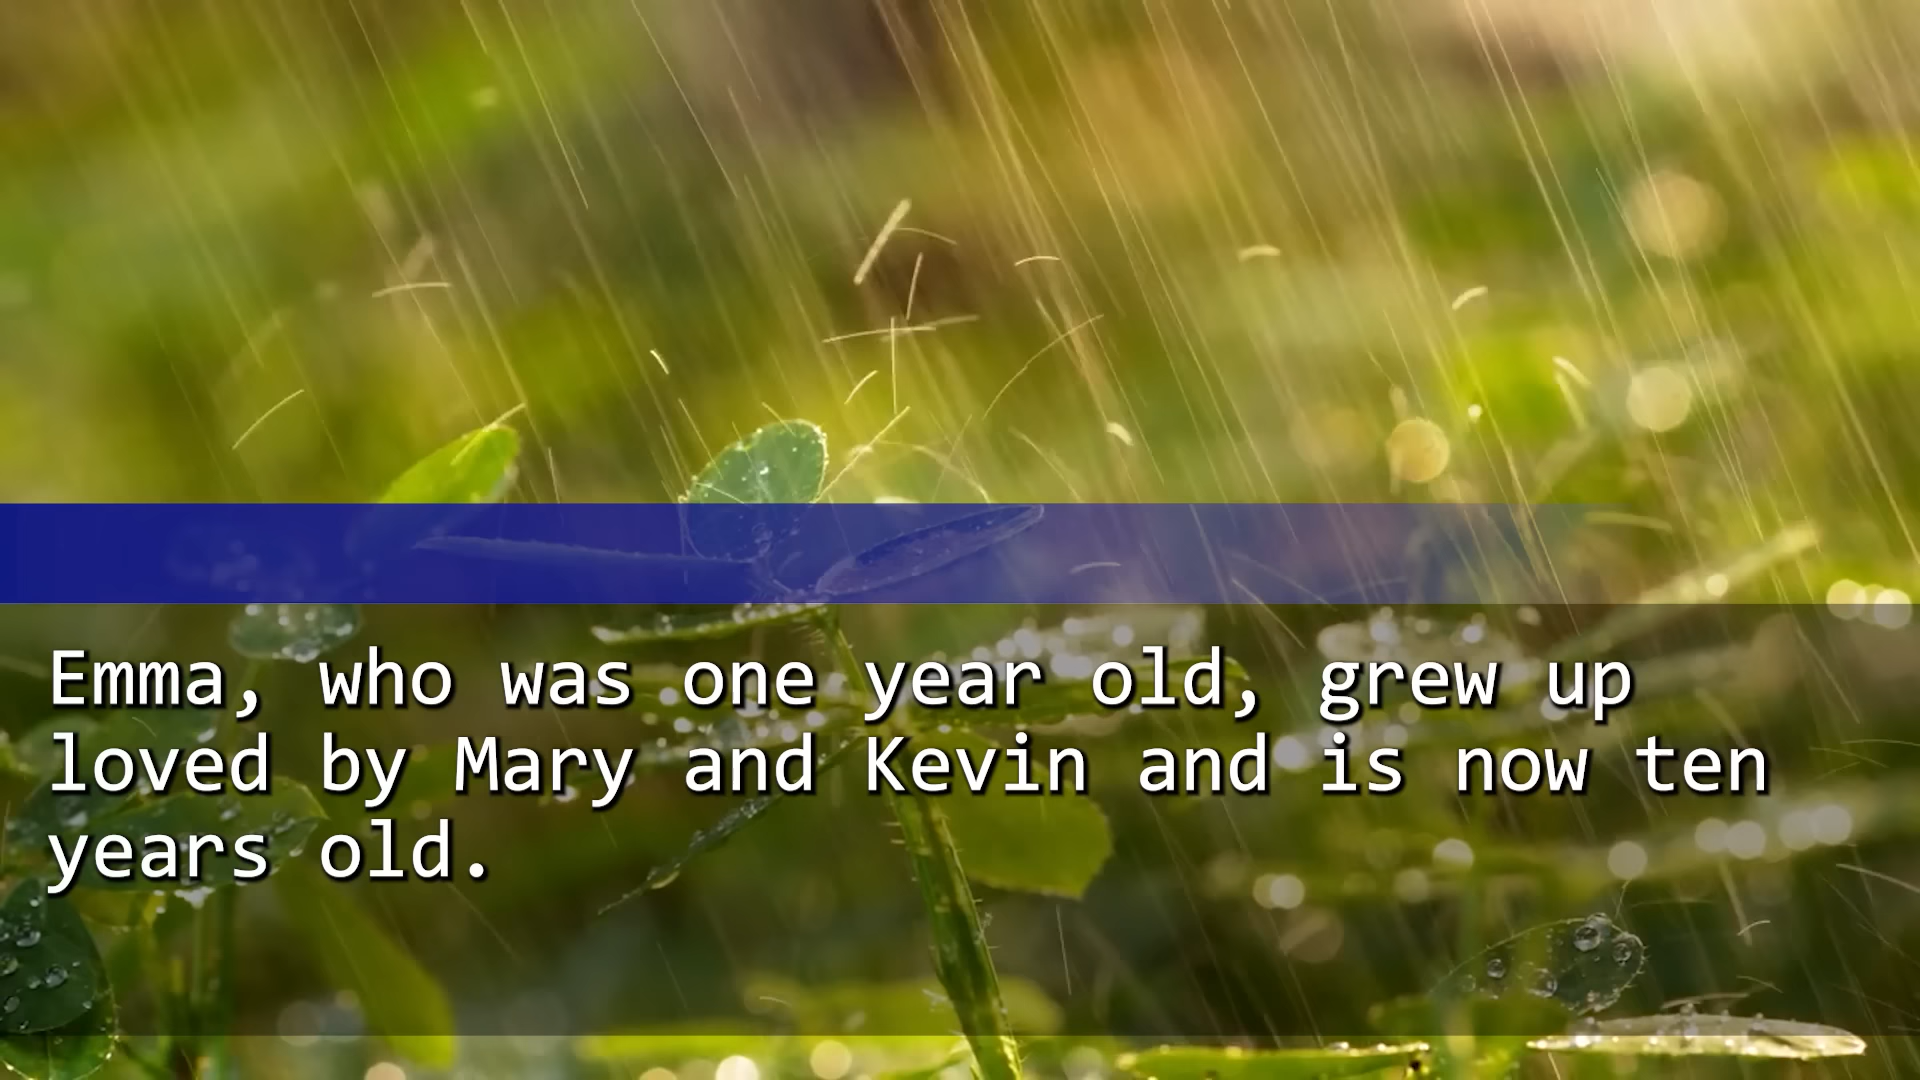 Emma, who was one year old, grew up
loved by Mary and Kevin and is now ten
years old.